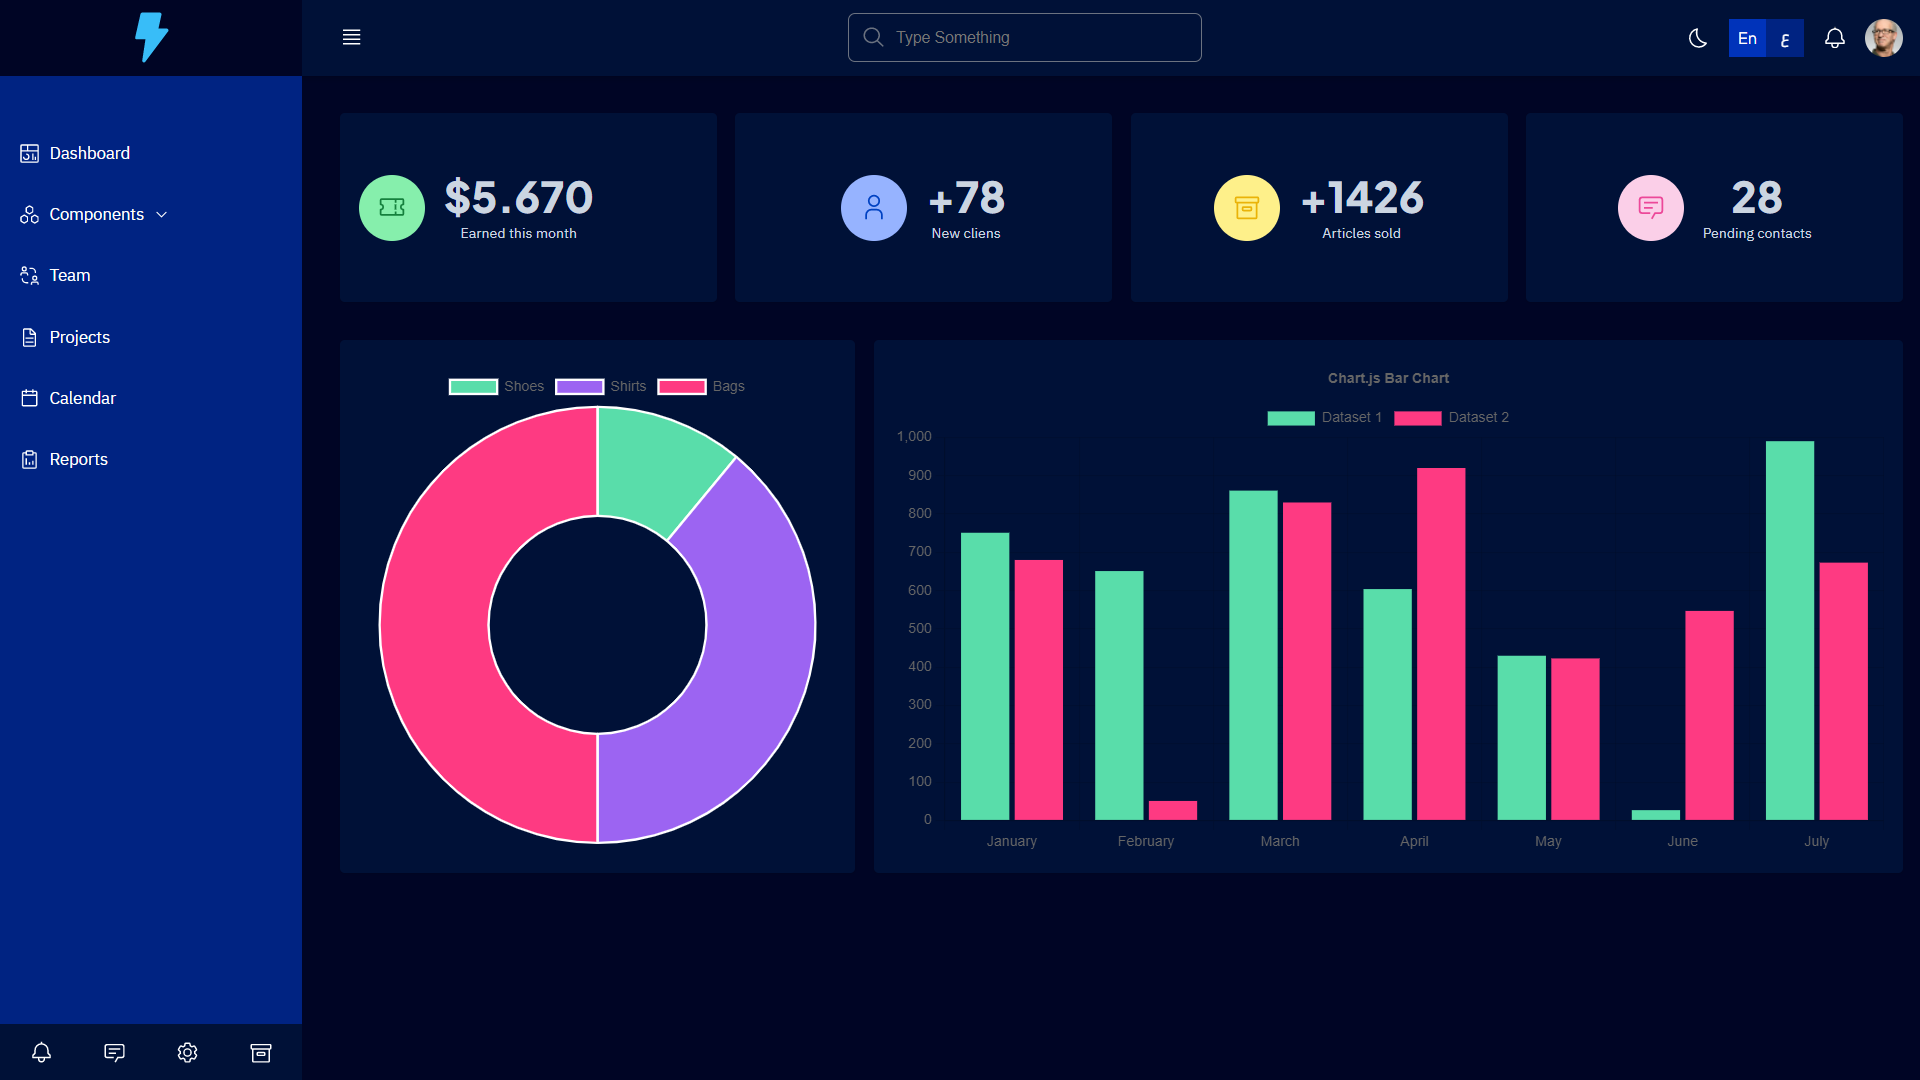 Type Something
En ع
Dashboard
Components
Team
Projects
Calendar
Reports
$5.670
Earned this month
+78
New cliens
+1426
Articles sold
28
Pending contacts
Shoes Shirts Bags
Chart.js Bar Chart
Dataset 1 Dataset 2
1,000
900
800
700
600
500
400
300
200
100
0
January February March April May June July